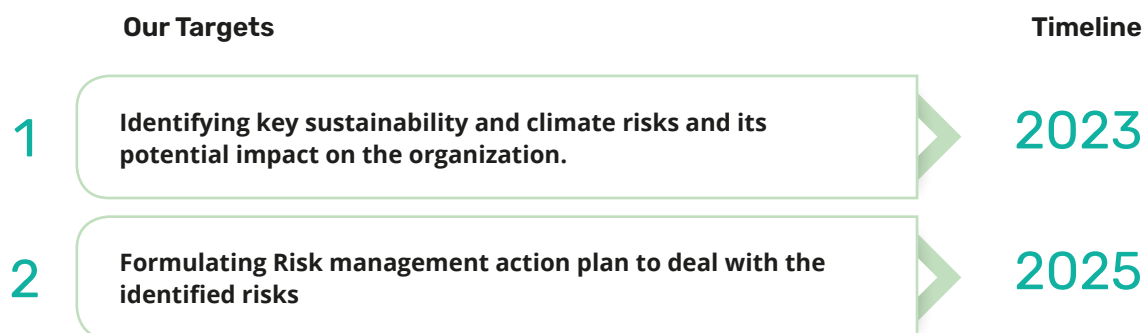 Our Targets Timeline
1 Identifying key sustainability and climate risks and its
potential impact on the organization. 2023
2 Formulating Risk management action plan to deal with the
identified risks 2025